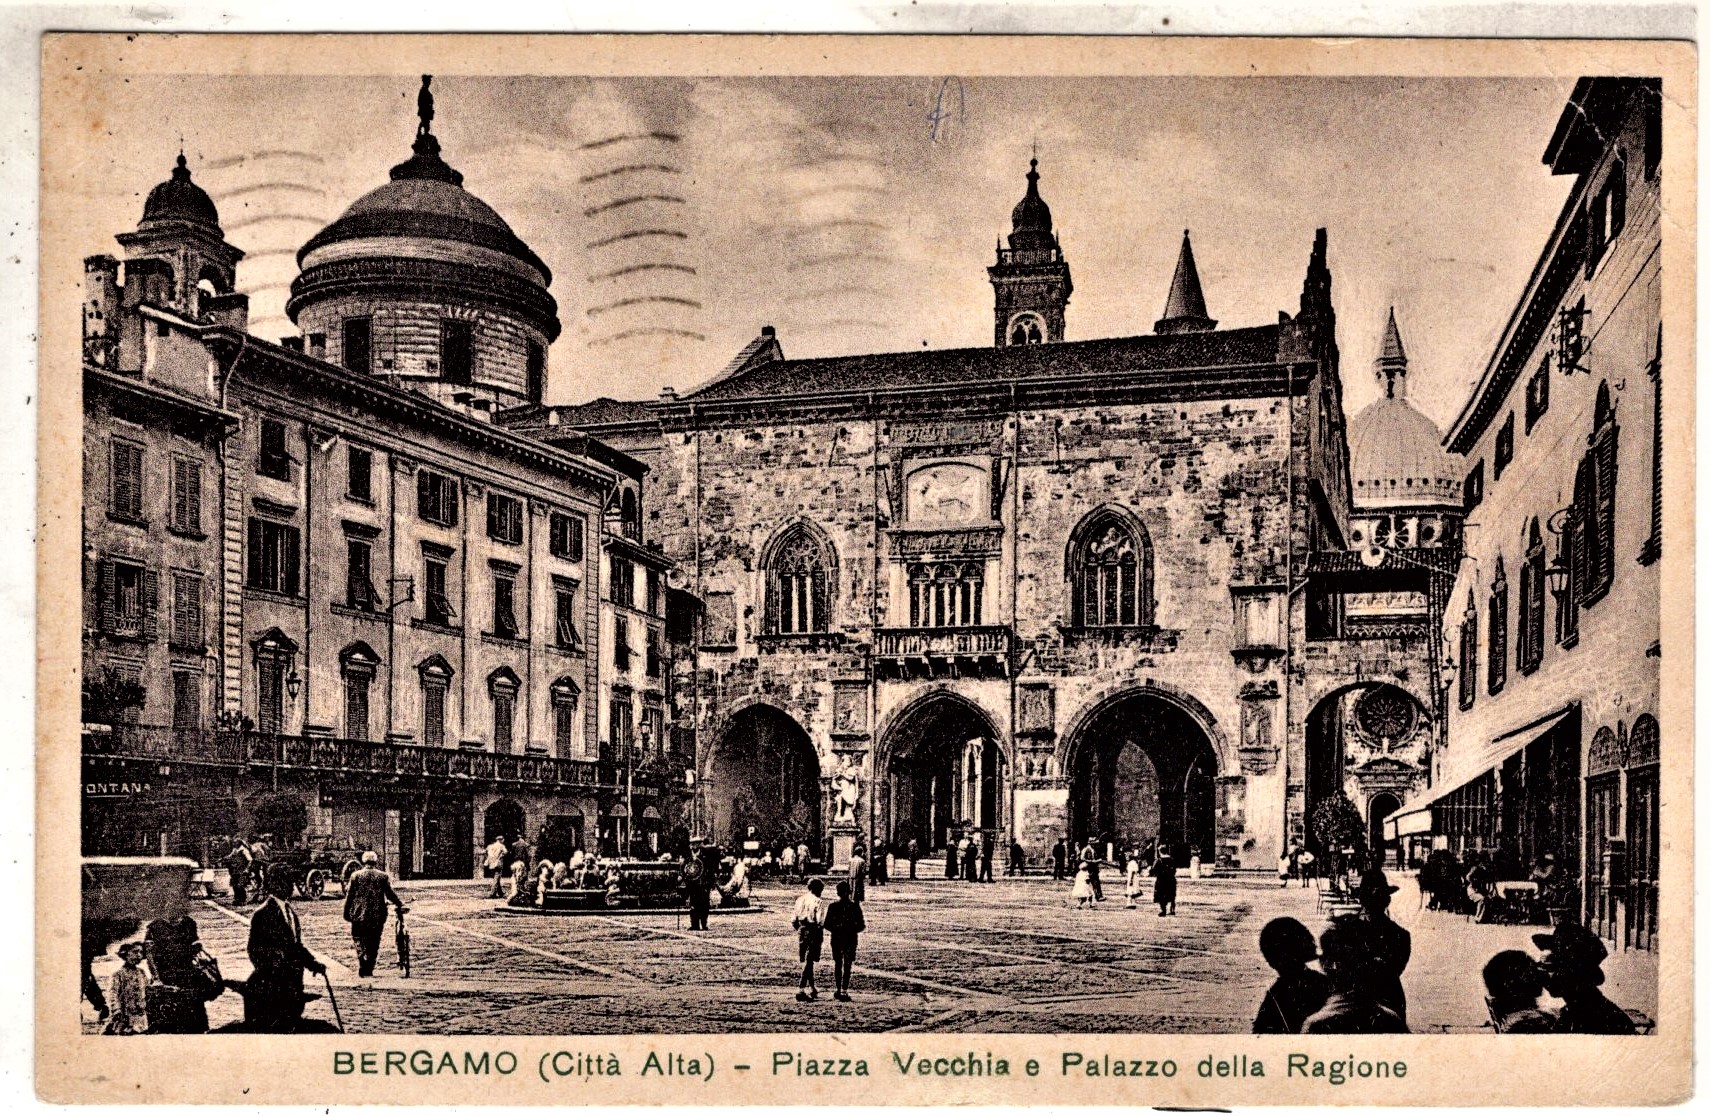 A
ONTANA
P
BERGAMO (Città Alta) – Piazza Vecchia e Palazzo della Ragione